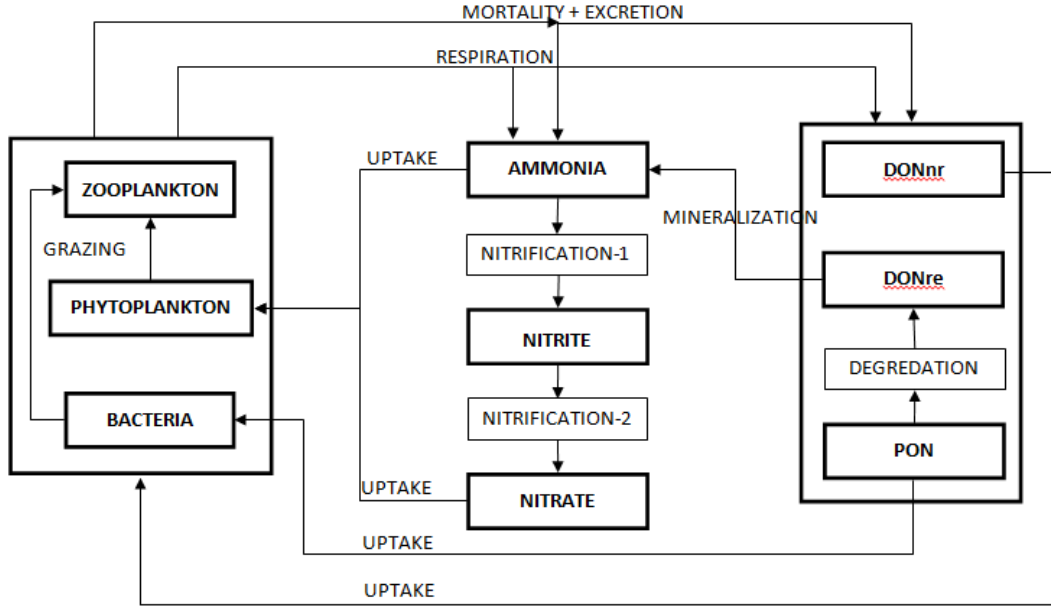 MORTALITY + EXCRETION
RESPIRATION
UPTAKE
AMMONIA
DONnr
ZOOPLANKTON
MINERALIZATION
GRAZING
NITRIFICATION-1
DONre
PHYTOPLANKTON
NITRITE
DEGREDATION
BACTERIA
NITRIFICATION-2
PON
UPTAKE
NITRATE
UPTAKE
UPTAKE